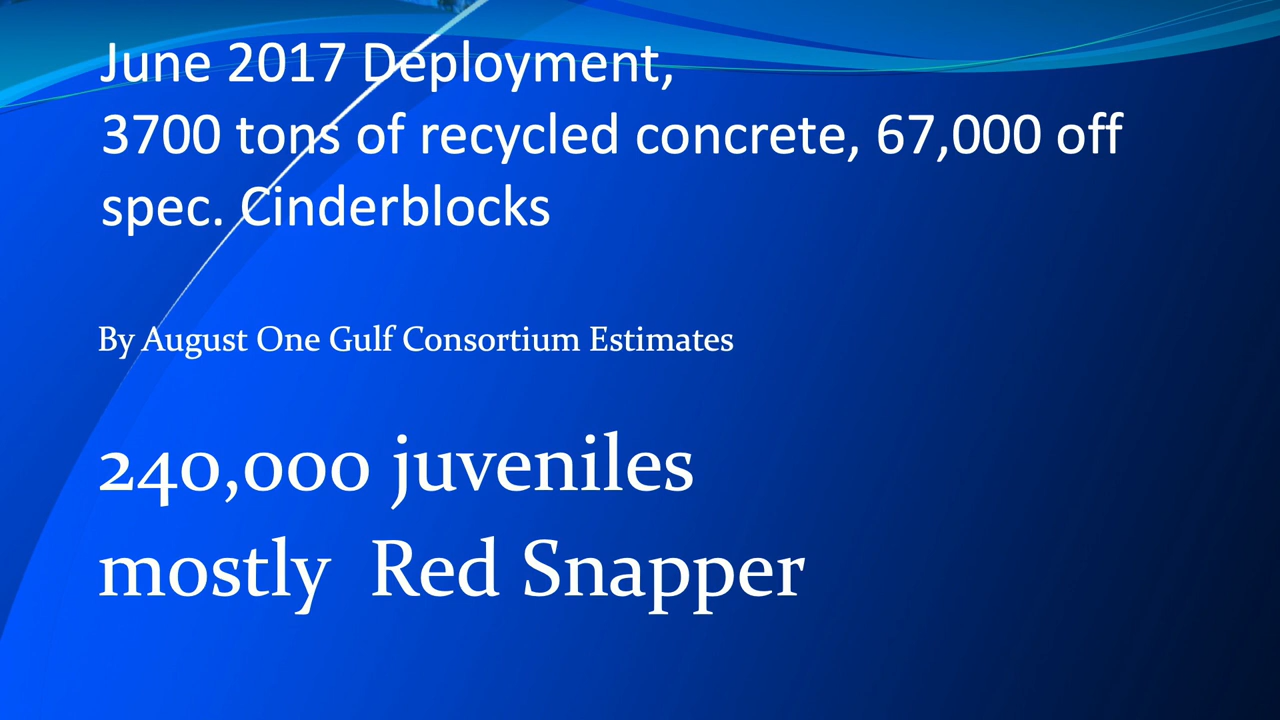 June 2017 Deployment,
3700 tons of recycled concrete, 67,000 off
spec. Cinderblocks
By August One Gulf Consortium Estimates
240,000 juveniles
mostly  Red Snapper